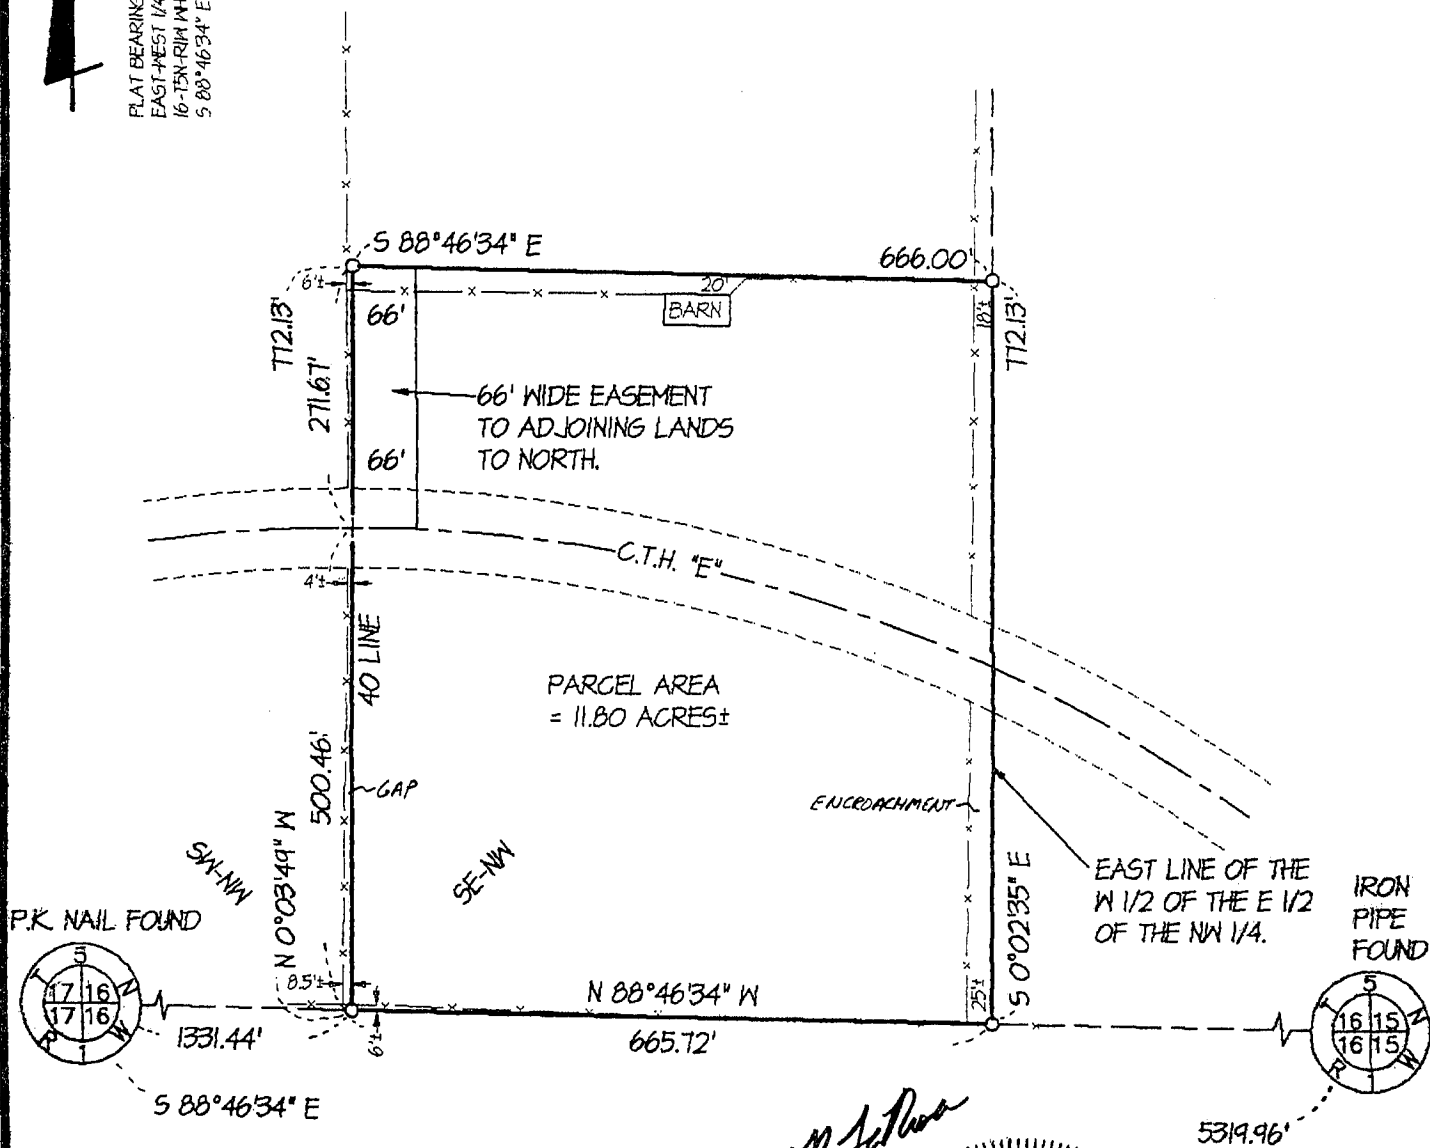 PLAT BEARING
EAST-WEST 1/4
16-T5N-R1W WH
S 88°46'34" E
S 88°46'34" E
666.00'
6'±
66'
20'
BARN
18'±
772.13'
772.13'
271.67'
66' WIDE EASEMENT
TO ADJOINING LANDS
TO NORTH.
66'
C.T.H. "E"
4'±
40 LINE
PARCEL AREA
= 11.80 ACRES±
500.46'
GAP
ENCROACHMENT
N 0°03'49" W
SW-NW
SE-NW
S 0°02'35" E
EAST LINE OF THE
W 1/2 OF THE E 1/2
OF THE NW 1/4.
IRON
PIPE
FOUND
P.K. NAIL FOUND
T 5 N
17 16
17 16
R 1 W
8.5'±
N 88°46'34" W
25'±
T 5 N
16 15
16 15
R 1 W
1331.44'
6'±
665.72'
S 88°46'34" E
5319.96'